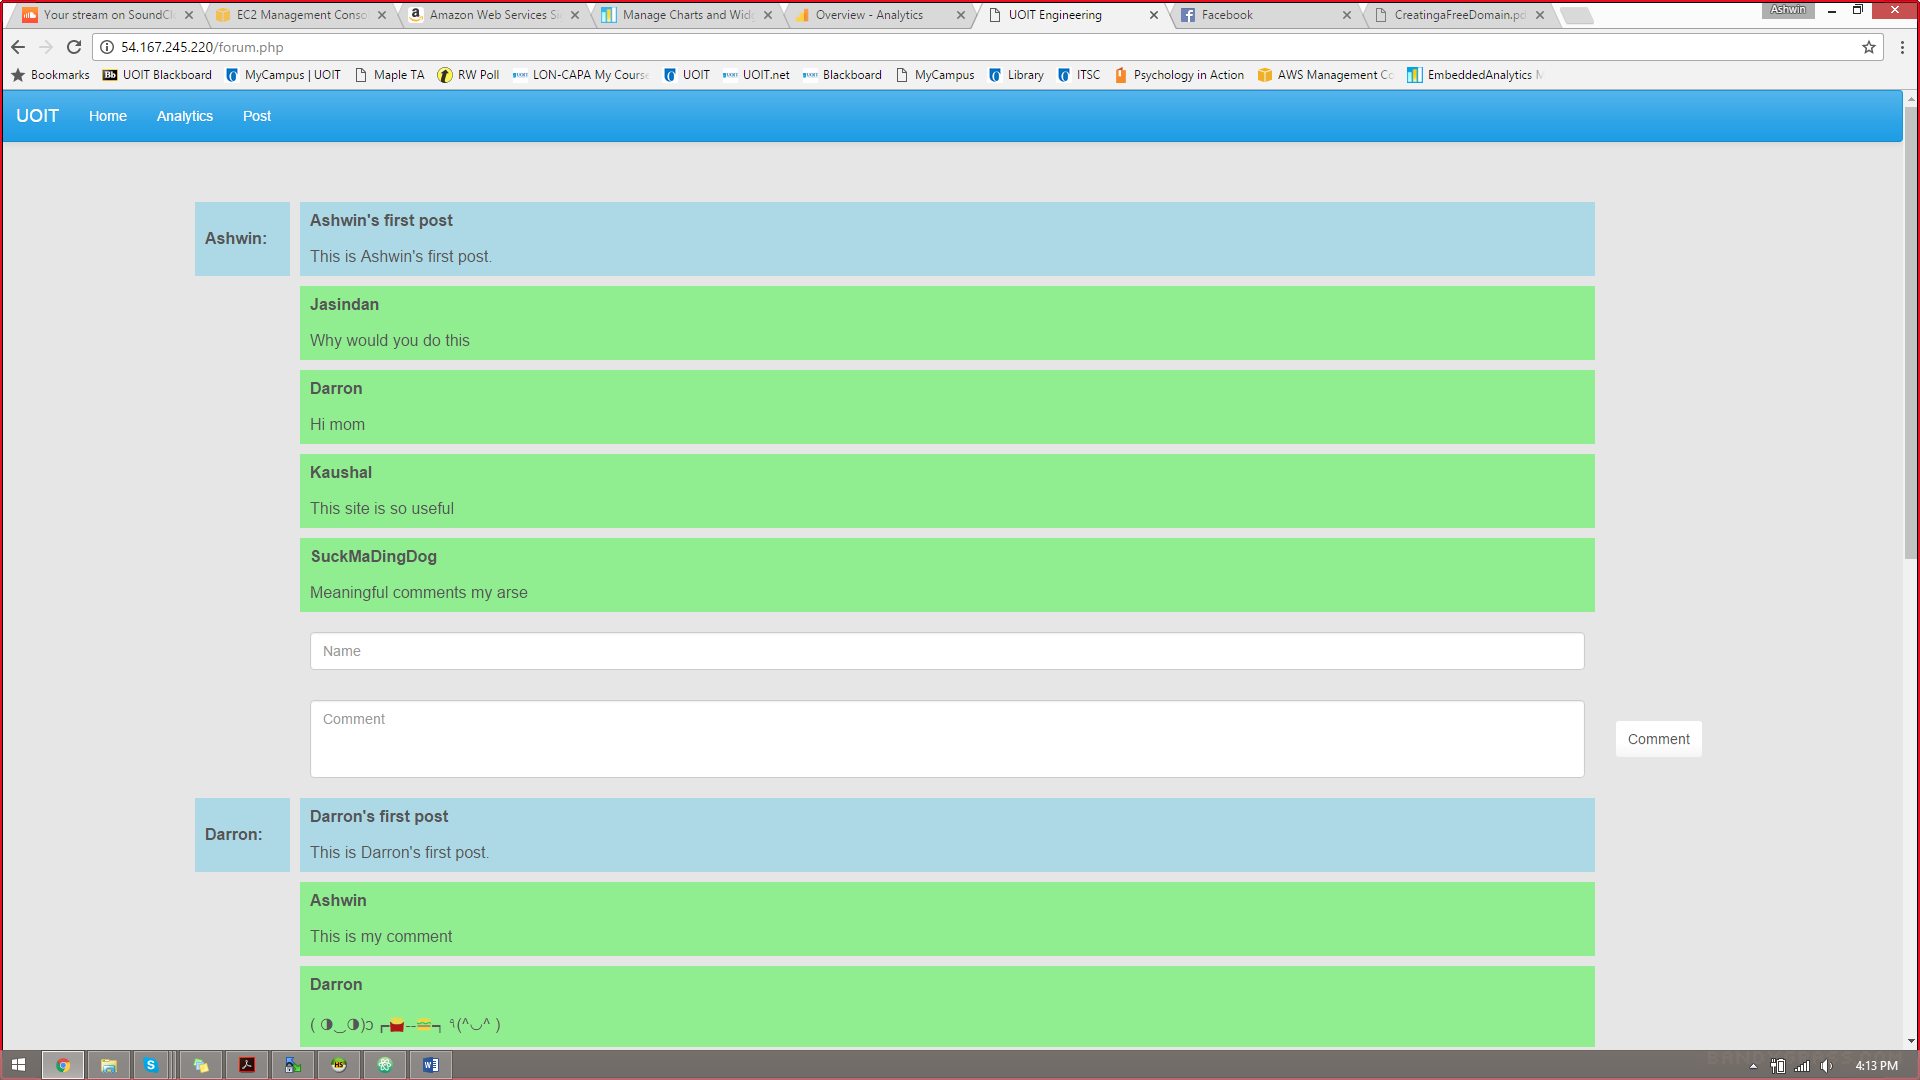 Your stream on SoundCl
EC2 Management Conso
Amazon Web Services Si
Manage Charts and Widg
Overview - Analytics
UOIT Engineering
Facebook
CreatingaFreeDomain.pd
Ashwin
54.167.245.220/forum.php
Bookmarks
UOIT Blackboard
MyCampus | UOIT
Maple TA
RW Poll
LON-CAPA My Course
UOIT
UOIT.net
Blackboard
MyCampus
Library
ITSC
Psychology in Action
AWS Management Co
EmbeddedAnalytics M
UOIT Home Analytics Post
Ashwin:
Ashwin's first post
This is Ashwin's first post.
Jasindan
Why would you do this
Darron
Hi mom
Kaushal
This site is so useful
SuckMaDingDog
Meaningful comments my arse
Name
Comment
Comment
Darron:
Darron's first post
This is Darron's first post.
Ashwin
This is my comment
Darron
( ◑‿◑)ɔ ┏🍟--🍔┑ ٩(^◡^ )
4:13 PM